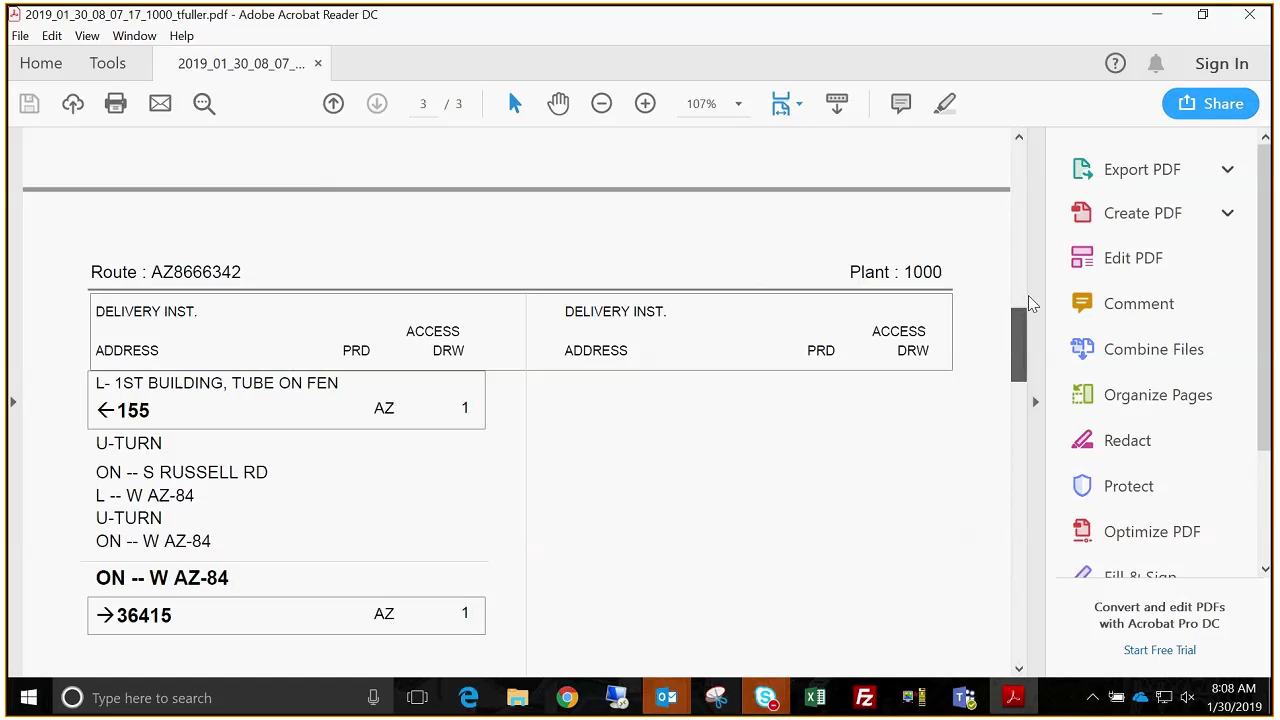 2019_01_30_08_07_17_1000_tfuller.pdf - Adobe Acrobat Reader DC
File Edit View Window Help
Home Tools 2019_01_30_08_07_... × Sign In
3 / 3 107% Share
Export PDF
Create PDF
Edit PDF
Comment
Combine Files
Organize Pages
Redact
Protect
Optimize PDF
Fill & Sign
Convert and edit PDFs
with Acrobat Pro DC
Start Free Trial
Route : AZ8666342 Plant : 1000
DELIVERY INST. DELIVERY INST.
ACCESS ACCESS
ADDRESS PRD DRW ADDRESS PRD DRW
L- 1ST BUILDING, TUBE ON FEN
←155 AZ 1
U-TURN
ON -- S RUSSELL RD
L -- W AZ-84
U-TURN
ON -- W AZ-84
ON -- W AZ-84
→36415 AZ 1
Type here to search
8:08 AM
1/30/2019